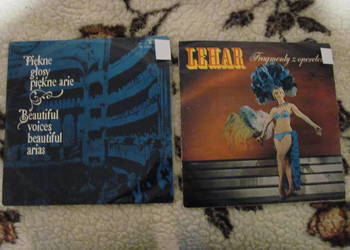 Piękne
głosy
piękne arie
Beautiful
voices
beautiful
arias
LEHAR
Fragmenty z operetek